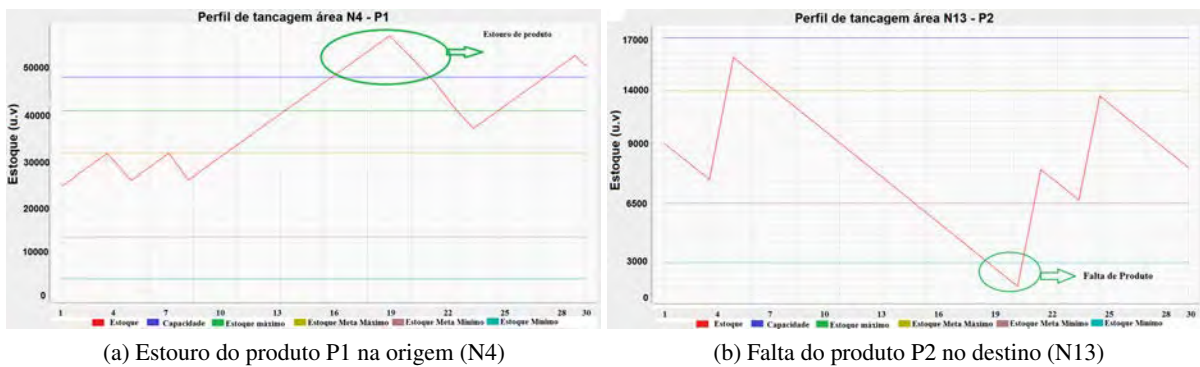 Perfil de tancagem área N4 - P1
Estouro de produto
Estoque (u.v)
50000
40000
30000
20000
10000
0
1 4 7 10 13 16 19 22 25 28 30
Estoque Capacidade Estoque máximo Estoque Meta Máximo Estoque Meta Mínimo Estoque Mínimo
(a) Estouro do produto P1 na origem (N4)
Perfil de tancagem área N13 - P2
Estoque (u.v)
17000
14000
9000
6500
3000
0
Falta de Produto
1 4 7 10 13 16 19 22 25 28 30
Estoque Capacidade Estoque máximo Estoque Meta Máximo Estoque Meta Mínimo Estoque Mínimo
(b) Falta do produto P2 no destino (N13)